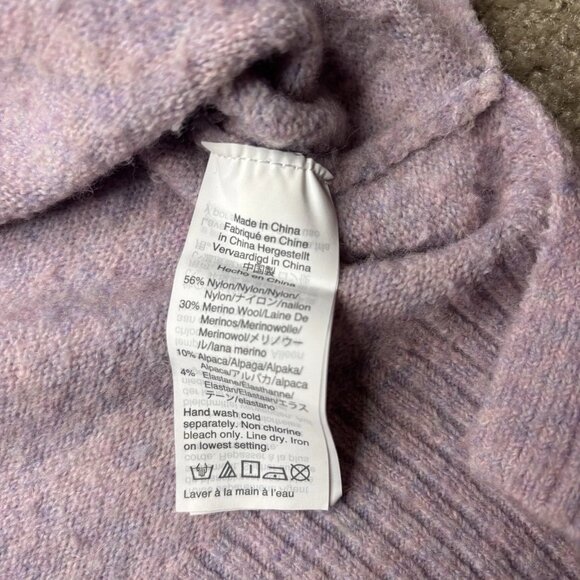 Made in China
Fabriqué en Chine
in China Hergestellt
Vervaardigd in China
中国製
Hecho en China
56% Nylon/Nylon/Nylon/
Nylon/ナイロン/nailon
30% Merino Wool/Laine De
Merinos/Merinowolle/
Merinowol/メリノウー
ル/lana merino
10% Alpaca/Alpaga/Alpaka/
Alpaca/アルパカ/alpaca
4% Elastane/Elasthanne/
Elastan/Elastaan/エラス
テーン/elastano
Hand wash cold
separately. Non chlorine
bleach only. Line dry. Iron
on lowest setting.
Laver à la main à l'eau